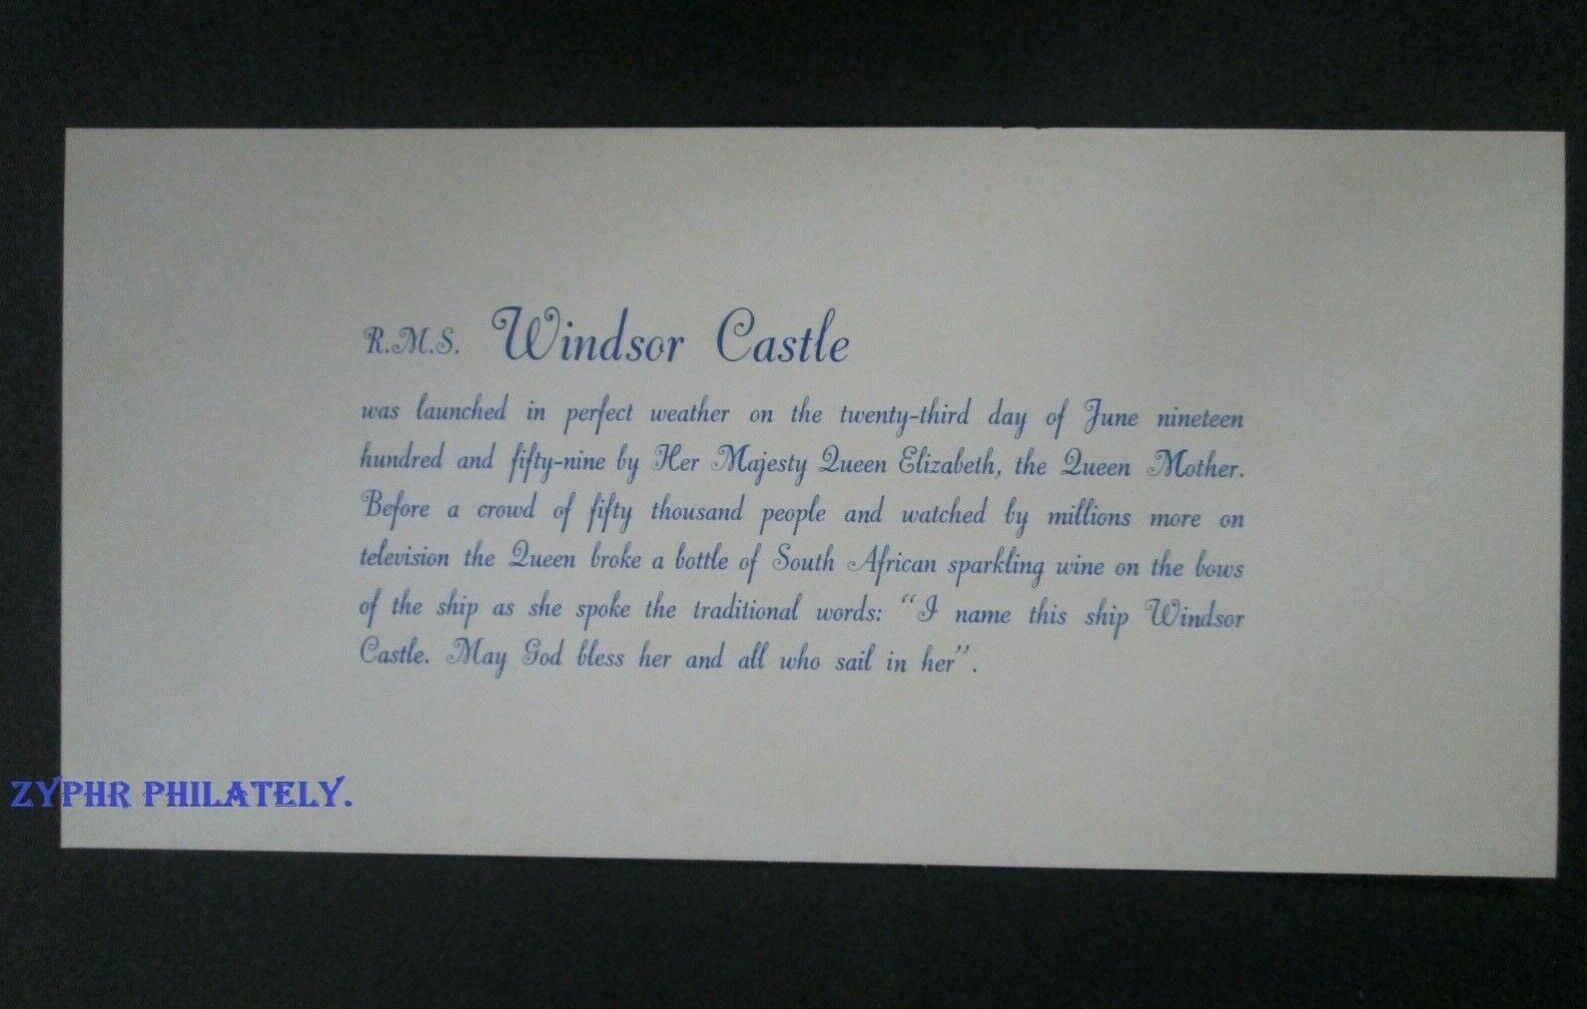 R.M.S. Windsor Castle
was launched in perfect weather on the twenty-third day of June nineteen
hundred and fifty-nine by Her Majesty Queen Elizabeth, the Queen Mother.
Before a crowd of fifty thousand people and watched by millions more on
television the Queen broke a bottle of South African sparkling wine on the bows
of the ship as she spoke the traditional words: “I name this ship Windsor
Castle. May God bless her and all who sail in her”.
ZYPHR PHILATELY.